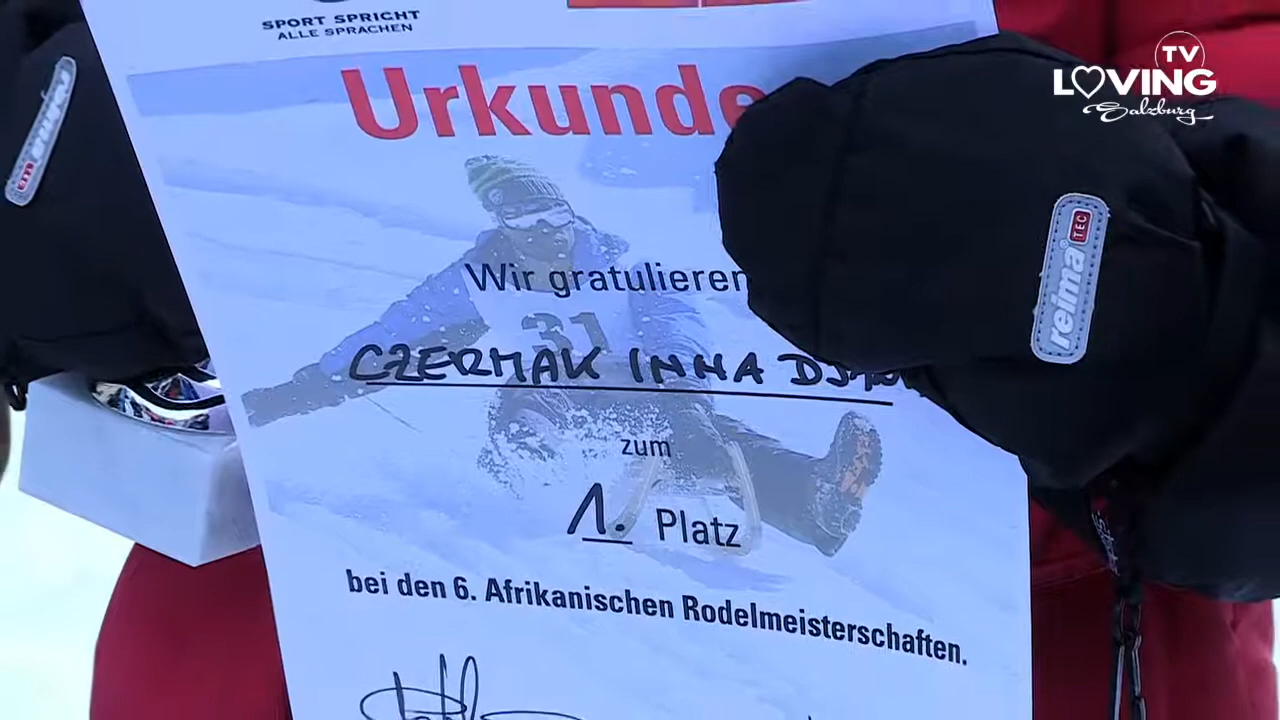 SPORT SPRICHT
ALLE SPRACHEN
TV
LOVING
Salzburg
Urkunde
reima
TEC
Wir gratulieren
31
CZERMAK INNA
zum
1. Platz
bei den 6. Afrikanischen Rodelmeisterschaften.